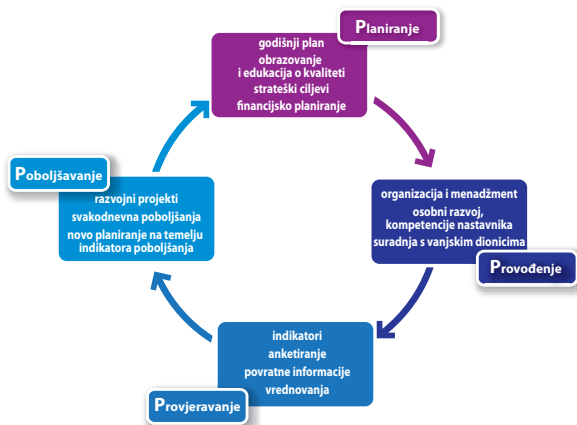 Planiranje
godišnji plan
obrazovanje
i edukacija o kvaliteti
strateški ciljevi
financijsko planiranje
organizacija i menadžment
osobni razvoj,
kompetencije nastavnika
suradnja s vanjskim dionicima
Provođenje
indikatori
anketiranje
povratne informacije
vrednovanja
Provjeravanje
Poboljšavanje
razvojni projekti
svakodnevna poboljšanja
novo planiranje na temelju
indikatora poboljšanja